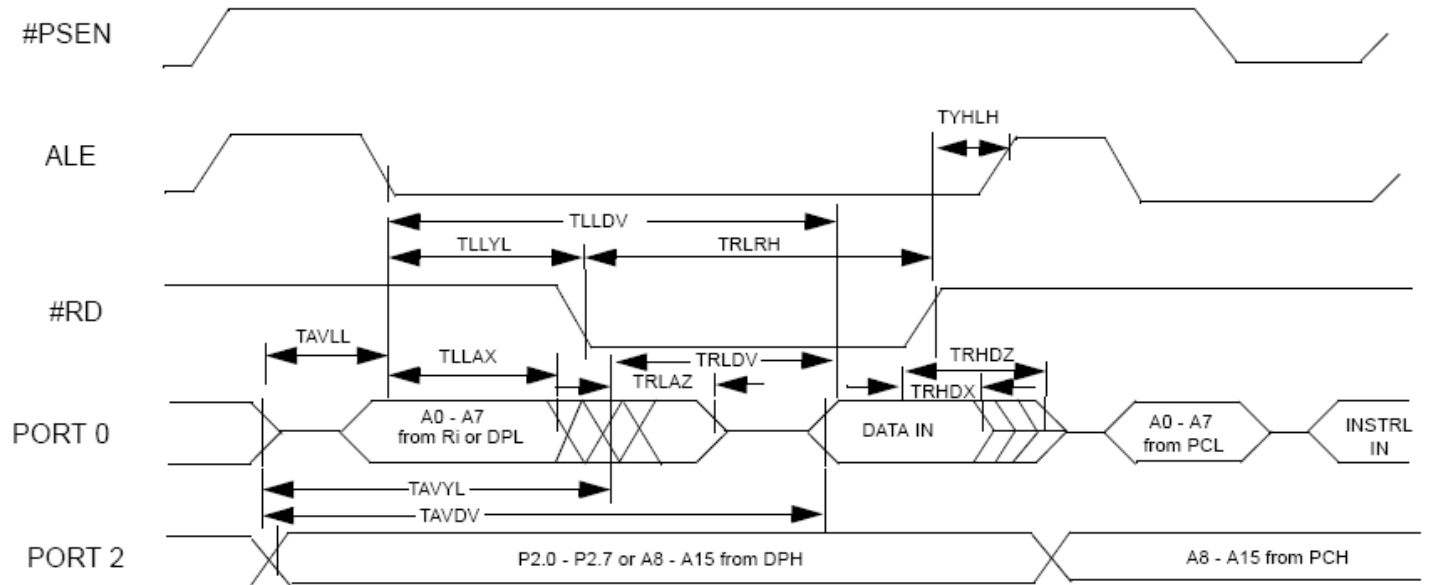 #PSEN
TYHLH
ALE
TLLDV
TLLYL
TRLRH
#RD
TAVLL
TLLAX
TRLDV
TRHDZ
TRLAZ
TRHDX
PORT 0
A0 - A7
from Ri or DPL
DATA IN
A0 - A7
from PCL
INSTRL
IN
TAVYL
TAVDV
PORT 2
P2.0 - P2.7 or A8 - A15 from DPH
A8 - A15 from PCH